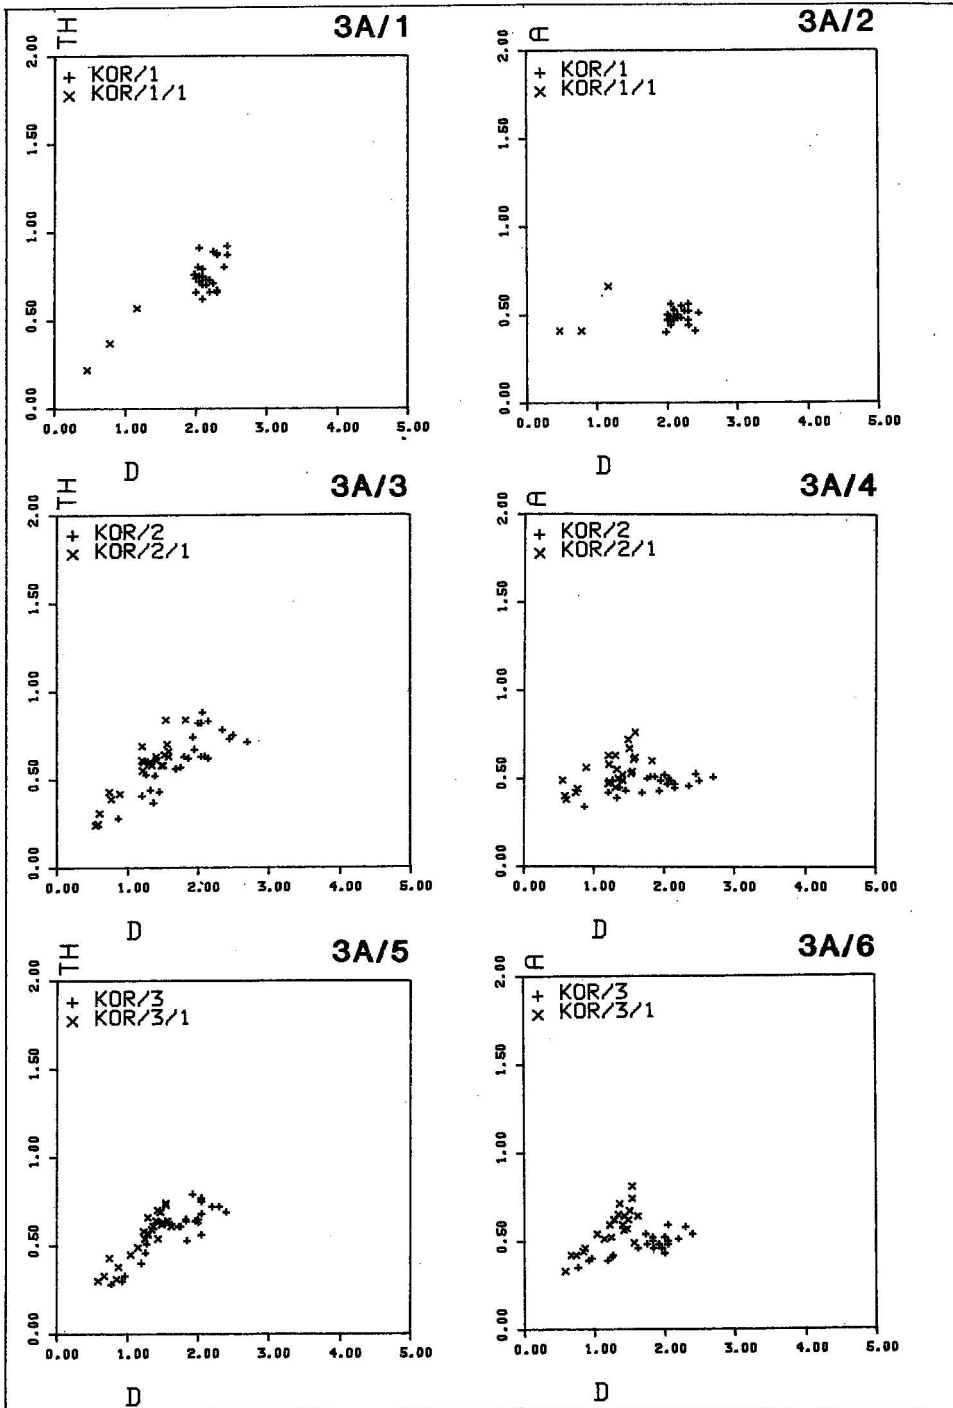 TH 3A/1
+ KOR/1
× KOR/1/1
2.00
1.50
1.00
0.50
0.00
0.00 1.00 2.00 3.00 4.00 5.00
D
A 3A/2
+ KOR/1
× KOR/1/1
2.00
1.50
1.00
0.50
0.00
0.00 1.00 2.00 3.00 4.00 5.00
D
TH 3A/3
+ KOR/2
× KOR/2/1
2.00
1.50
1.00
0.50
0.00
0.00 1.00 2.00 3.00 4.00 5.00
D
A 3A/4
+ KOR/2
× KOR/2/1
2.00
1.50
1.00
0.50
0.00
0.00 1.00 2.00 3.00 4.00 5.00
D
TH 3A/5
+ KOR/3
× KOR/3/1
2.00
1.50
1.00
0.50
0.00
0.00 1.00 2.00 3.00 4.00 5.00
D
A 3A/6
+ KOR/3
× KOR/3/1
2.00
1.50
1.00
0.50
0.00
0.00 1.00 2.00 3.00 4.00 5.00
D